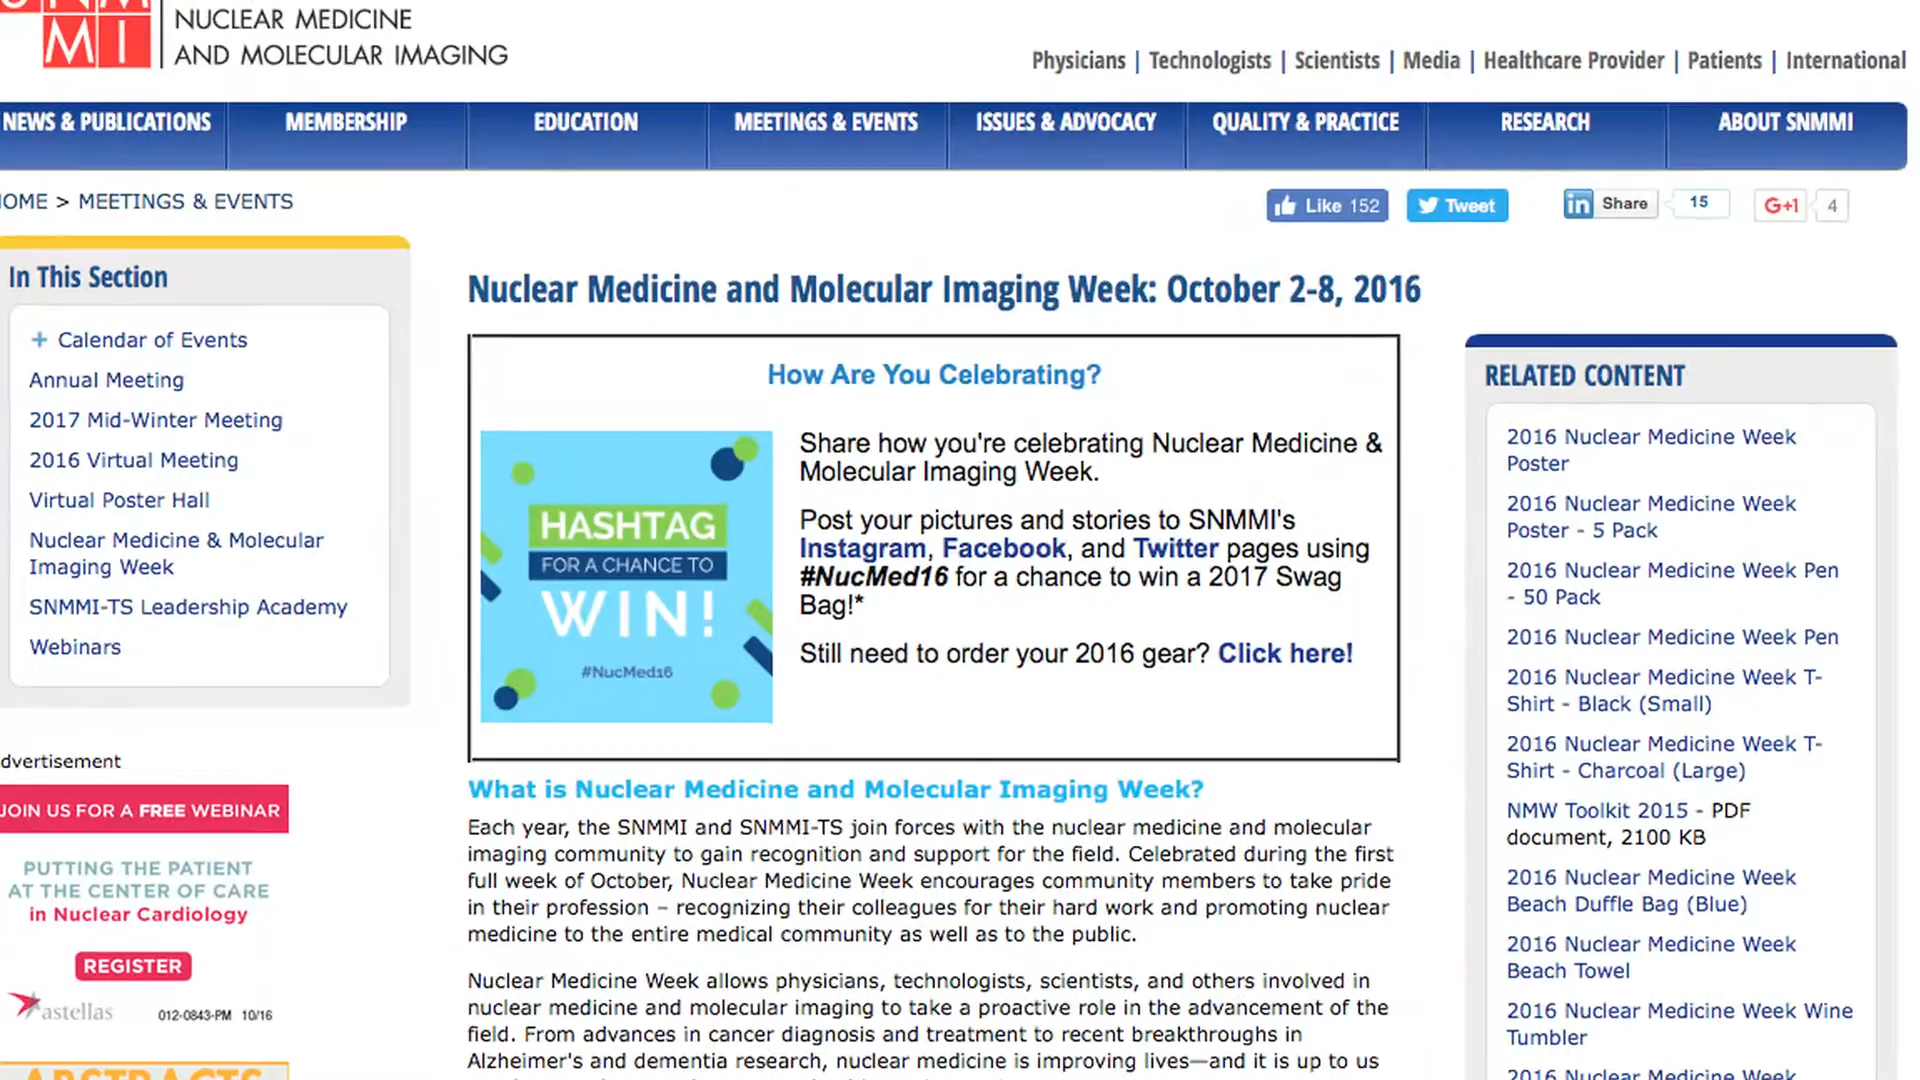 NUCLEAR MEDICINE
MI
AND MOLECULAR IMAGING
Physicians | Technologists | Scientists | Media | Healthcare Provider | Patients | International
NEWS & PUBLICATIONS
MEMBERSHIP
EDUCATION
MEETINGS & EVENTS
ISSUES & ADVOCACY
QUALITY & PRACTICE
RESEARCH
ABOUT SNMMI
OME > MEETINGS & EVENTS
Like 152
Tweet
in Share
15
G+1
4
In This Section
+ Calendar of Events
Annual Meeting
2017 Mid-Winter Meeting
2016 Virtual Meeting
Virtual Poster Hall
Nuclear Medicine & Molecular
Imaging Week
SNMMI-TS Leadership Academy
Webinars
dvertisement
JOIN US FOR A FREE WEBINAR
PUTTING THE PATIENT
AT THE CENTER OF CARE
in Nuclear Cardiology
REGISTER
astellas
012-0843-PM 10/16
ABSTRACTS
Nuclear Medicine and Molecular Imaging Week: October 2-8, 2016
How Are You Celebrating?
HASHTAG
FOR A CHANCE TO
WIN!
#NucMed16
Share how you're celebrating Nuclear Medicine &
Molecular Imaging Week.
Post your pictures and stories to SNMMI's
Instagram, Facebook, and Twitter pages using
#NucMed16 for a chance to win a 2017 Swag
Bag!*
Still need to order your 2016 gear? Click here!
What is Nuclear Medicine and Molecular Imaging Week?
Each year, the SNMMI and SNMMI-TS join forces with the nuclear medicine and molecular
imaging community to gain recognition and support for the field. Celebrated during the first
full week of October, Nuclear Medicine Week encourages community members to take pride
in their profession – recognizing their colleagues for their hard work and promoting nuclear
medicine to the entire medical community as well as to the public.
Nuclear Medicine Week allows physicians, technologists, scientists, and others involved in
nuclear medicine and molecular imaging to take a proactive role in the advancement of the
field. From advances in cancer diagnosis and treatment to recent breakthroughs in
Alzheimer's and dementia research, nuclear medicine is improving lives—and it is up to us
RELATED CONTENT
2016 Nuclear Medicine Week
Poster
2016 Nuclear Medicine Week
Poster - 5 Pack
2016 Nuclear Medicine Week Pen
- 50 Pack
2016 Nuclear Medicine Week Pen
2016 Nuclear Medicine Week T-
Shirt - Black (Small)
2016 Nuclear Medicine Week T-
Shirt - Charcoal (Large)
NMW Toolkit 2015 - PDF
document, 2100 KB
2016 Nuclear Medicine Week
Beach Duffle Bag (Blue)
2016 Nuclear Medicine Week
Beach Towel
2016 Nuclear Medicine Week Wine
Tumbler
2016 Nuclear Medicine Week